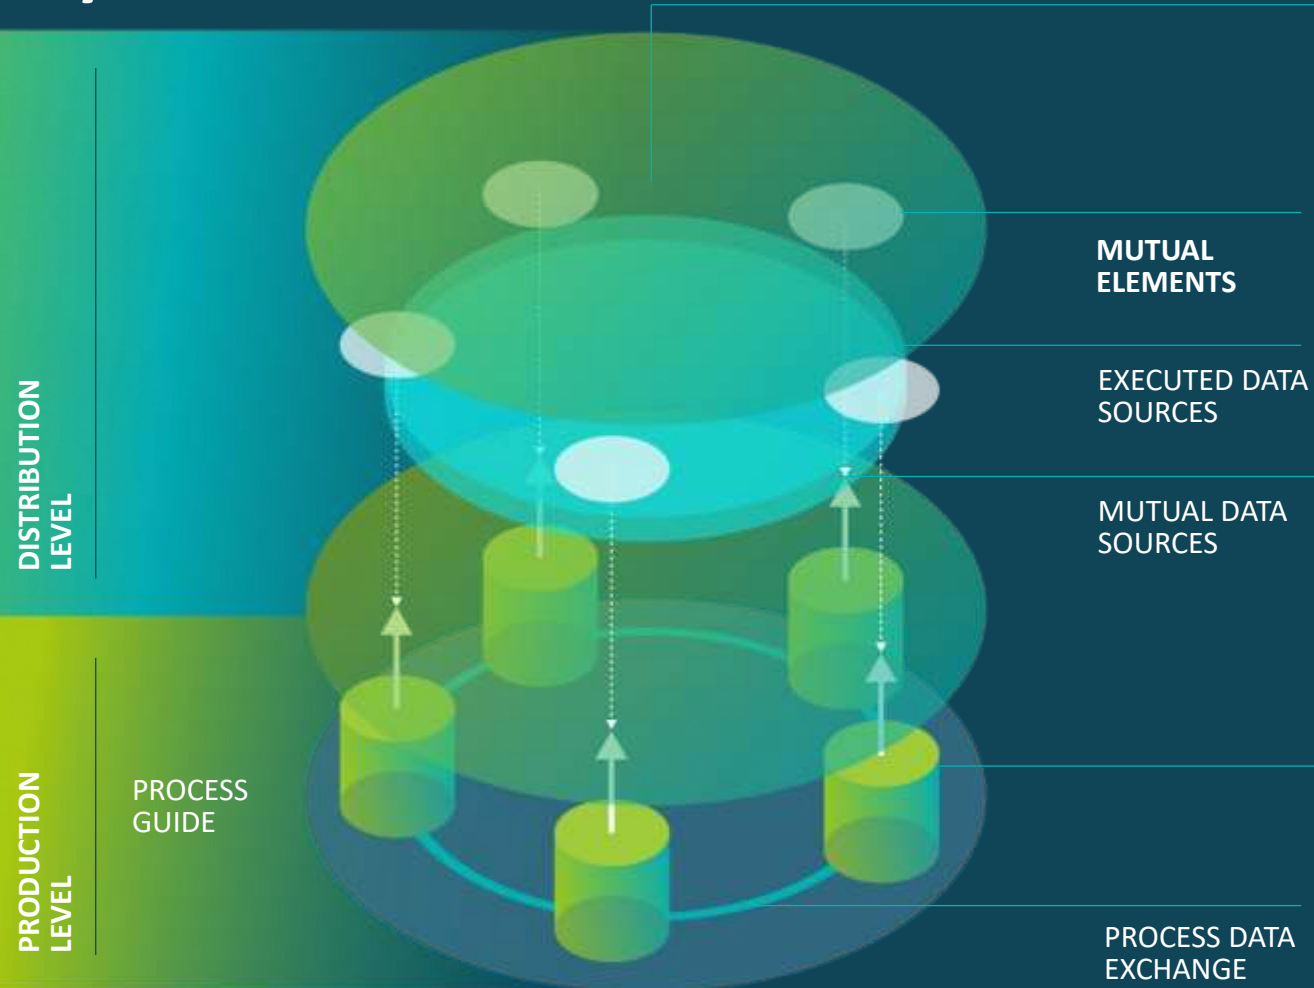 DISTRIBUTION
LEVEL
MUTUAL
ELEMENTS
EXECUTED DATA
SOURCES
MUTUAL DATA
SOURCES
PRODUCTION
LEVEL
PROCESS
GUIDE
PROCESS DATA
EXCHANGE